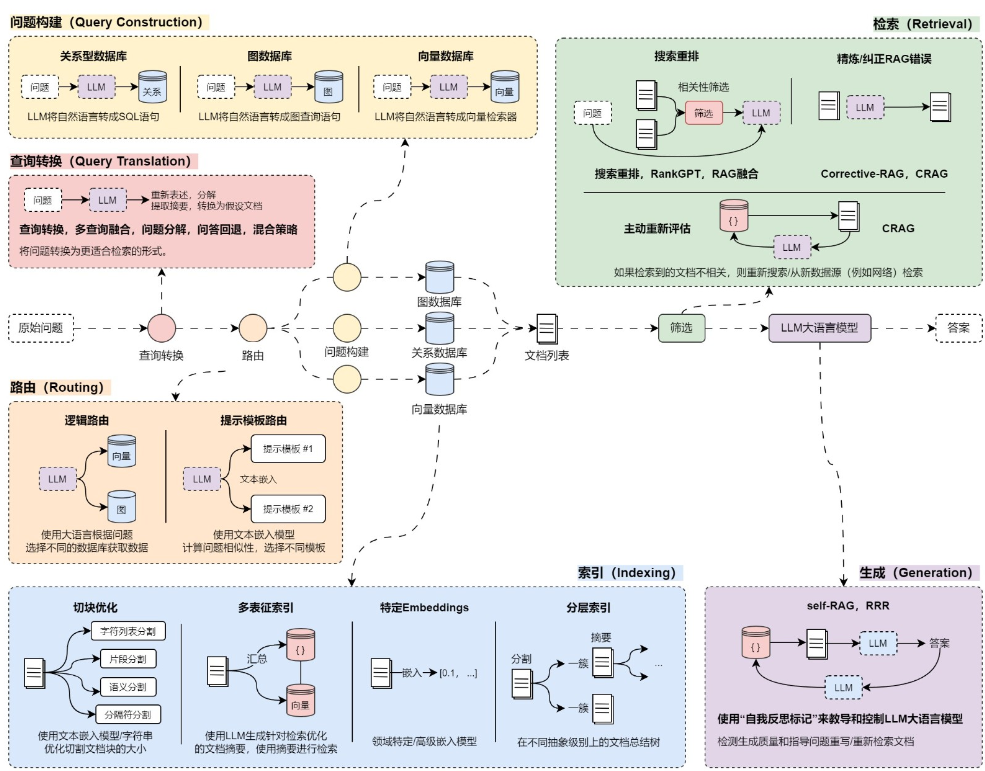 问题构建（Query Construction）
关系型数据库
问题
LLM
关系
LLM将自然语言转成SQL语句
图数据库
问题
LLM
图
LLM将自然语言转成图查询语句
向量数据库
问题
LLM
向量
LLM将自然语言转成向量检索器
查询转换（Query Translation）
问题
LLM
重新表述，分解
提取摘要，转换为假设文档
查询转换，多查询融合，问题分解，问答回退，混合策略
将问题转换为更适合检索的形式。
检索（Retrieval）
搜索重排
问题
相关性筛选
筛选
LLM
搜索重排，RankGPT，RAG融合
精炼/纠正RAG错误
LLM
Corrective-RAG，CRAG
主动重新评估
{ }
LLM
CRAG
如果检索到的文档不相关，则重新搜索/从新数据源（例如网络）检索
原始问题
查询转换
路由
问题构建
图数据库
关系数据库
向量数据库
文档列表
筛选
LLM大语言模型
答案
路由（Routing）
逻辑路由
LLM
向量
图
使用大语言根据问题
选择不同的数据库获取数据
提示模板路由
LLM
文本嵌入
提示模板 #1
提示模板 #2
使用文本嵌入模型
计算问题相似性，选择不同模板
索引（Indexing）
切块优化
字符列表分割
片段分割
语义分割
分隔符分割
使用文本嵌入模型/字符串
优化切割文档块的大小
多表征索引
汇总
{ }
向量
使用LLM生成针对检索优化
的文档摘要，使用摘要进行检索
特定Embeddings
嵌入
[0.1，...]
领域特定/高级嵌入模型
分层索引
分割
摘要
一簇
一簇
...
在不同抽象级别上的文档总结树
生成（Generation）
self-RAG，RRR
{ }
LLM
答案
LLM
使用“自我反思标记”来教导和控制LLM大语言模型
检测生成质量和指导问题重写/重新检索文档